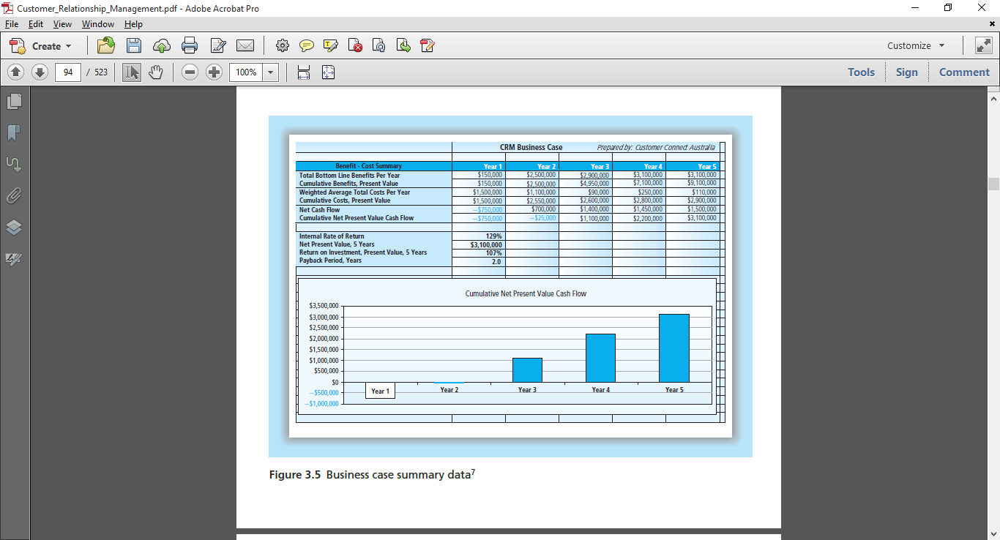 Customer_Relationship_Management.pdf - Adobe Acrobat Pro
File Edit View Window Help
Create Customize
94 / 523 100% Tools Sign Comment
CRM Business Case Prepared by: Customer Connect Australia
Benefit - Cost Summary Year 1 Year 2 Year 3 Year 4 Year 5
Total Bottom Line Benefits Per Year $150,000 $2,500,000 $2,900,000 $3,100,000 $3,100,000
Cumulative Benefits, Present Value $150,000 $2,500,000 $4,950,000 $7,100,000 $9,100,000
Weighted Average Total Costs Per Year $1,500,000 $1,100,000 $90,000 $250,000 $110,000
Cumulative Costs, Present Value $1,500,000 $2,550,000 $2,600,000 $2,800,000 $2,900,000
Net Cash Flow –$750,000 $700,000 $1,400,000 $1,450,000 $1,500,000
Cumulative Net Present Value Cash Flow –$750,000 –$25,000 $1,100,000 $2,200,000 $3,100,000
Internal Rate of Return 129%
Net Present Value, 5 Years $3,100,000
Return on Investment, Present Value, 5 Years 107%
Payback Period, Years 2.0
Cumulative Net Present Value Cash Flow
$3,500,000
$3,000,000
$2,500,000
$2,000,000
$1,500,000
$1,000,000
$500,000
$0
–$500,000
–$1,000,000
Year 1 Year 2 Year 3 Year 4 Year 5
Figure 3.5 Business case summary data7